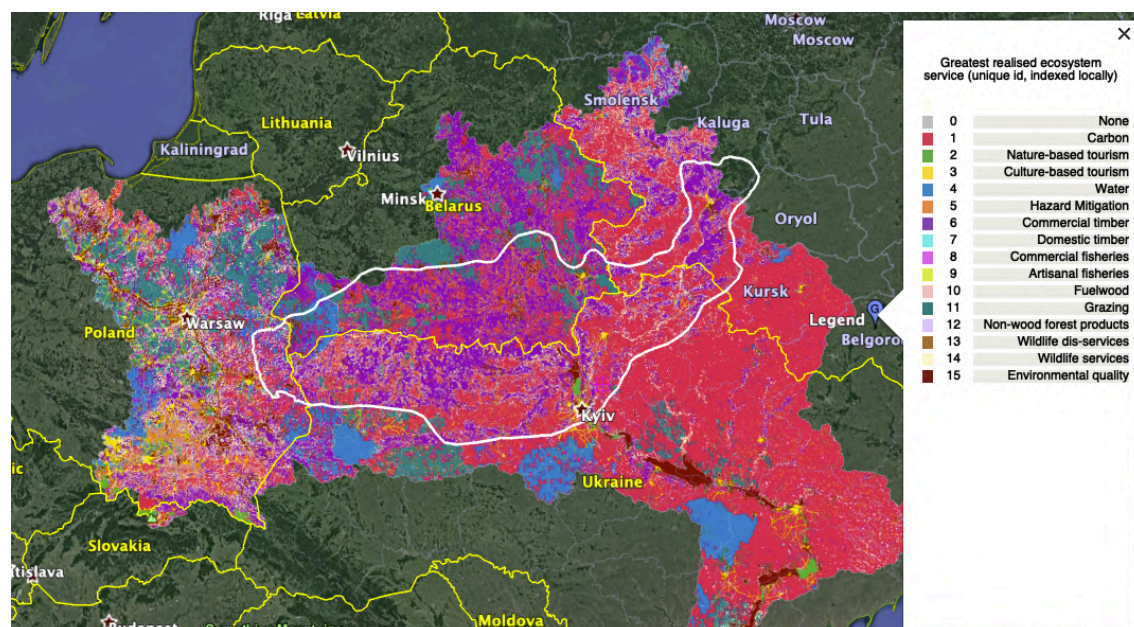 Riga
Latvia
Moscow
Moscow
Smolensk
Kaluga
Tula
Lithuania
Kaliningrad
Vilnius
Minsk
Belarus
Oryol
Kursk
Legend
Belgoro
Poland
Warsaw
Kyiv
Ukraine
Slovakia
Moldova
Budapest
Greatest realised ecosystem
service (unique id, indexed locally)
0 None
1 Carbon
2 Nature-based tourism
3 Culture-based tourism
4 Water
5 Hazard Mitigation
6 Commercial timber
7 Domestic timber
8 Commercial fisheries
9 Artisanal fisheries
10 Fuelwood
11 Grazing
12 Non-wood forest products
13 Wildlife dis-services
14 Wildlife services
15 Environmental quality